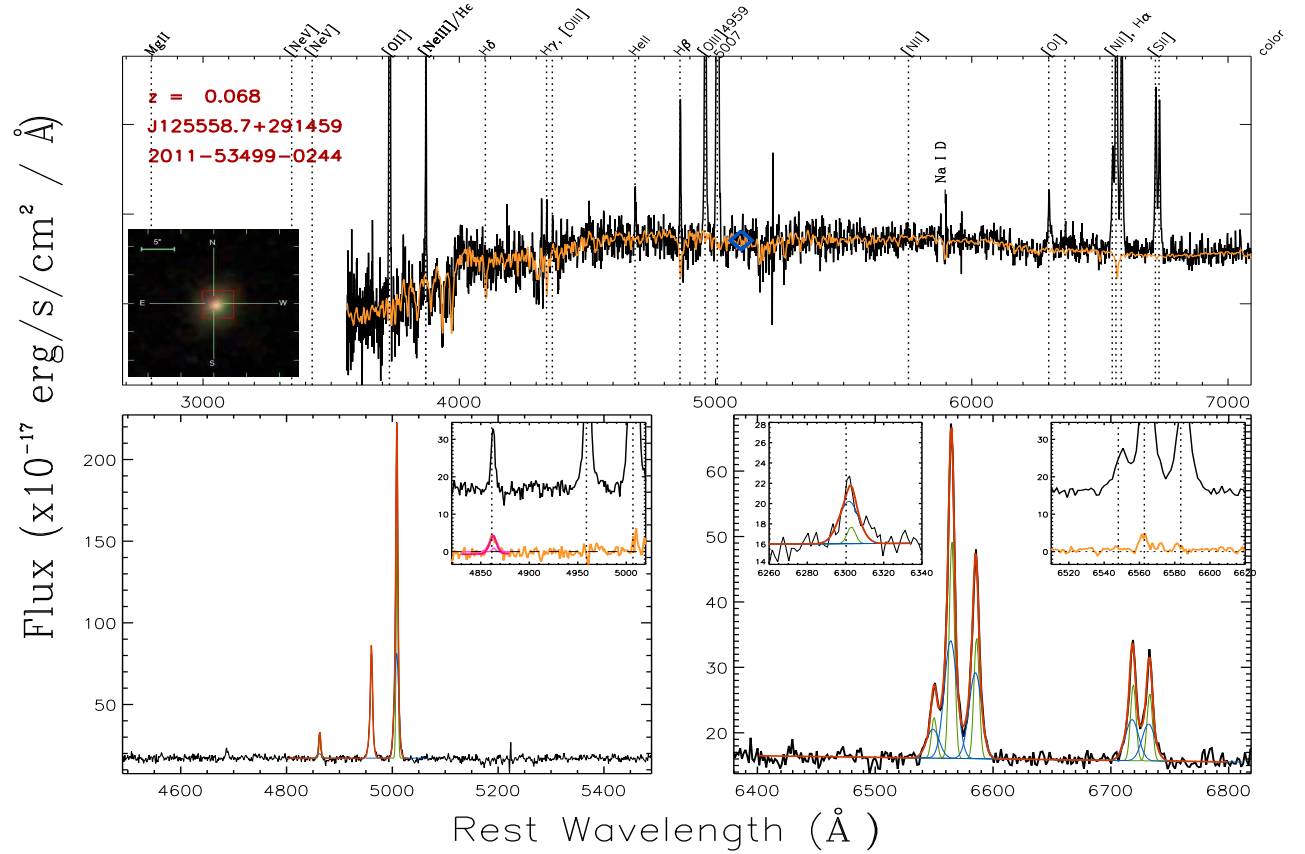 MgII [NeV] [NeV] [OII] [NeIII]/He Hδ Hγ, [OIII] HeII Hβ [OIII]4959 5007 [NII] [OI] [NII], Hα [SII] color
z = 0.068
J125558.7+291459
2011-53499-0244
Na I D
5" N
E W
S
3000 4000 5000 6000 7000
Flux (x10⁻¹⁷ erg/s/cm² / Å)
200
150
100
50
4600 4800 5000 5200 5400
30
20
10
0
4850 4900 4950 5000
60
50
40
30
20
6400 6500 6600 6700 6800
28
26
24
22
20
18
16
14
6260 6280 6300 6320 6340
30
20
10
0
6520 6540 6560 6580 6600 6620
Rest Wavelength (Å)